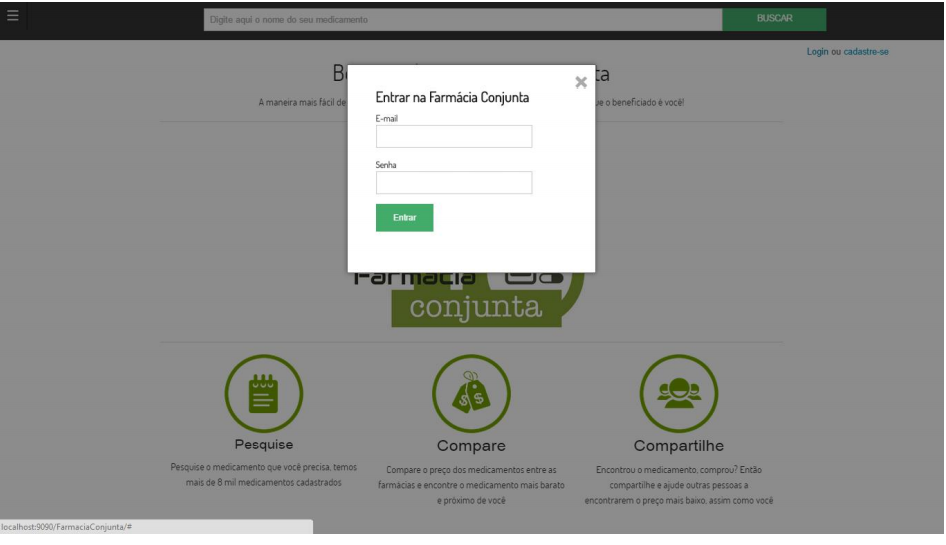 Digite aqui o nome do seu medicamento
BUSCAR
Login ou cadastre-se
ta
A maneira mais fácil de
ue o beneficiado é você!
Entrar na Farmácia Conjunta
E-mail
Senha
Entrar
Farmácia
conjunta
Pesquise
Compare
Compartilhe
Pesquise o medicamento que você precisa, temos
mais de 8 mil medicamentos cadastrados
Compare o preço dos medicamentos entre as
farmácias e encontre o medicamento mais barato
e próximo de você
Encontrou o medicamento, comprou? Então
compartilhe e ajude outras pessoas a
encontrarem o preço mais baixo, assim como você
localhost:9090/FarmaciaConjunta/#